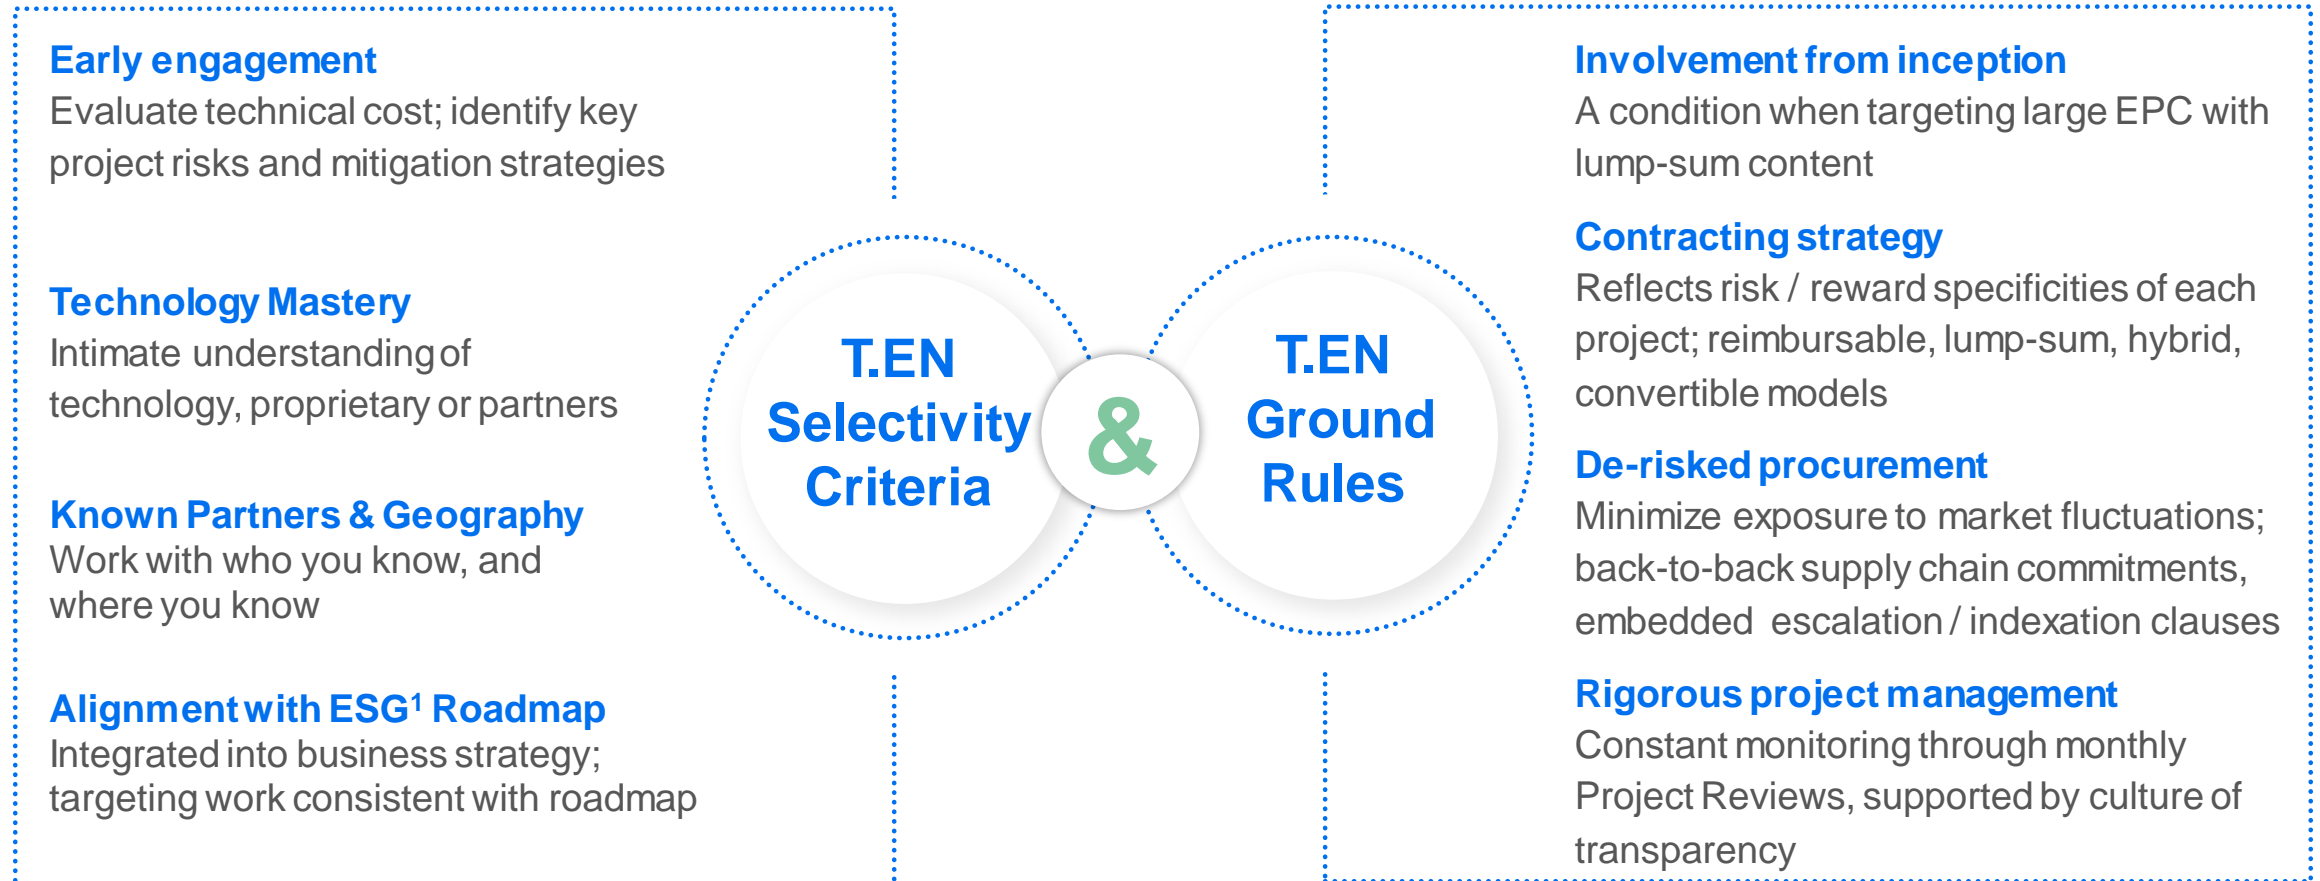 Early engagement
Evaluate technical cost; identify key
project risks and mitigation strategies
Technology Mastery
Intimate understanding of
technology, proprietary or partners
Known Partners & Geography
Work with who you know, and
where you know
Alignment with ESG¹ Roadmap
Integrated into business strategy;
targeting work consistent with roadmap
T.EN
Selectivity
Criteria
&
T.EN
Ground
Rules
Involvement from inception
A condition when targeting large EPC with
lump-sum content
Contracting strategy
Reflects risk / reward specificities of each
project; reimbursable, lump-sum, hybrid,
convertible models
De-risked procurement
Minimize exposure to market fluctuations;
back-to-back supply chain commitments,
embedded escalation / indexation clauses
Rigorous project management
Constant monitoring through monthly
Project Reviews, supported by culture of
transparency